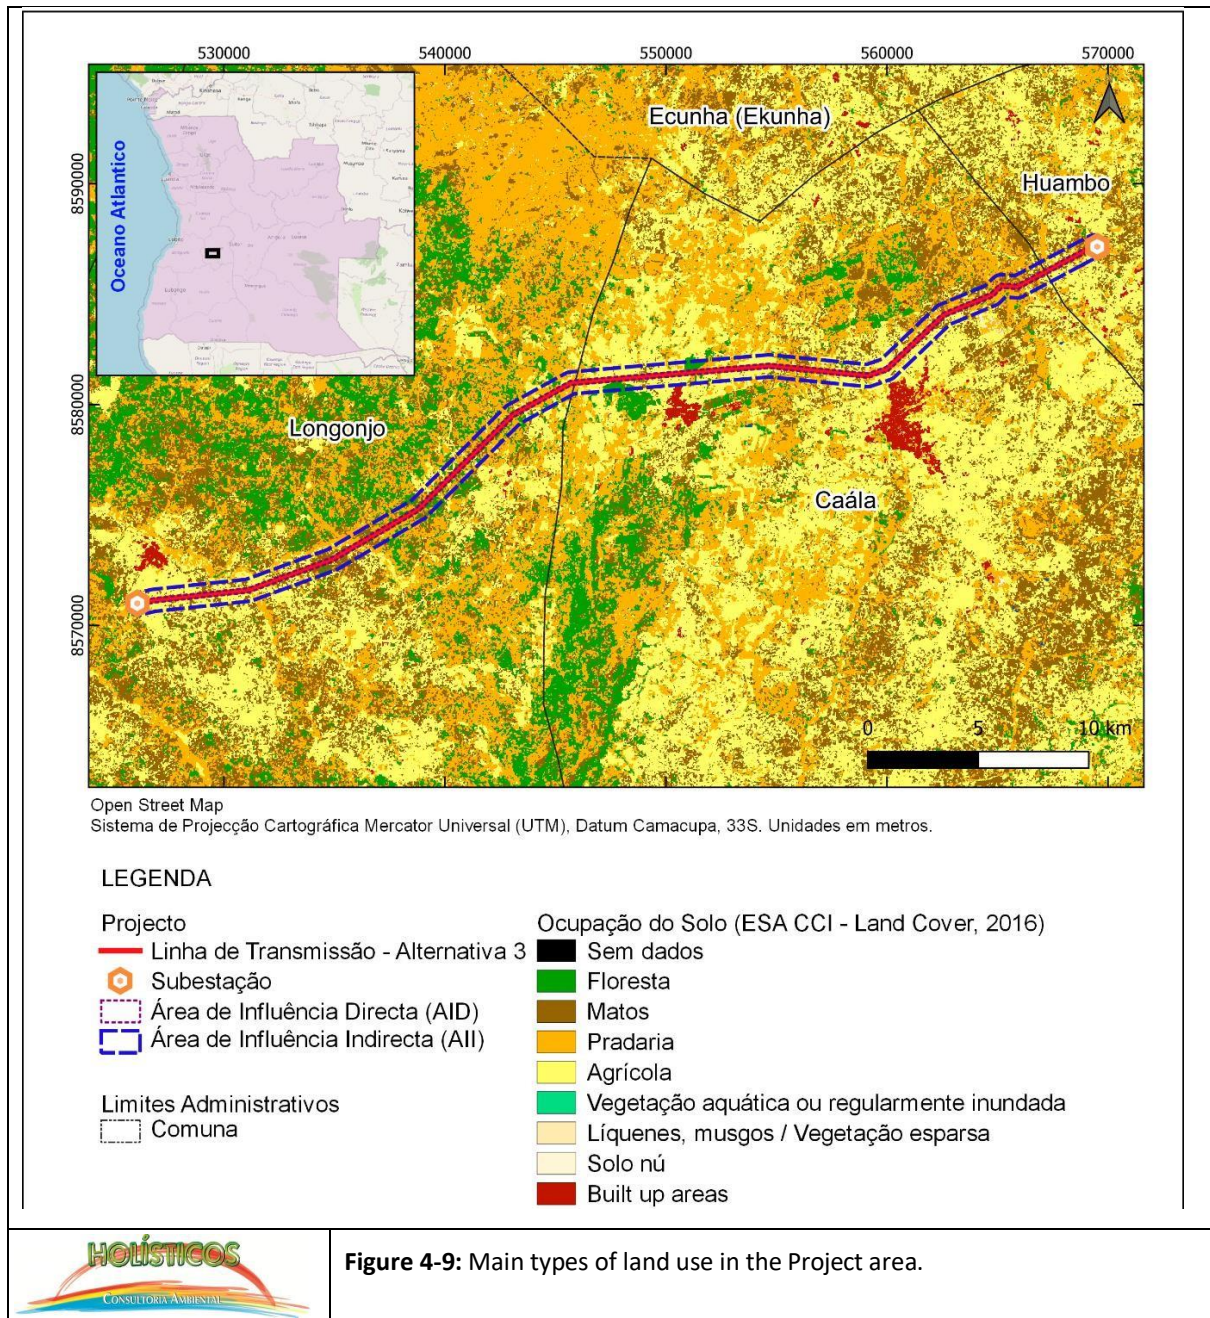 530000 540000 550000 560000 570000
8590000
8580000
8570000
Oceano Atlantico
Ecunha (Ekunha)
Huambo
Longonjo
Caála
0 5 10 km
Open Street Map
Sistema de Projecção Cartográfica Mercator Universal (UTM), Datum Camacupa, 33S. Unidades em metros.
LEGENDA
Projecto
Linha de Transmissão - Alternativa 3
Subestação
Área de Influência Directa (AID)
Área de Influência Indirecta (AII)
Limites Administrativos
Comuna
Ocupação do Solo (ESA CCI - Land Cover, 2016)
Sem dados
Floresta
Matos
Pradaria
Agrícola
Vegetação aquática ou regularmente inundada
Líquenes, musgos / Vegetação esparsa
Solo nú
Built up areas
HOLÍSTICOS
CONSULTORIA AMBIENTAL
Figure 4-9: Main types of land use in the Project area.